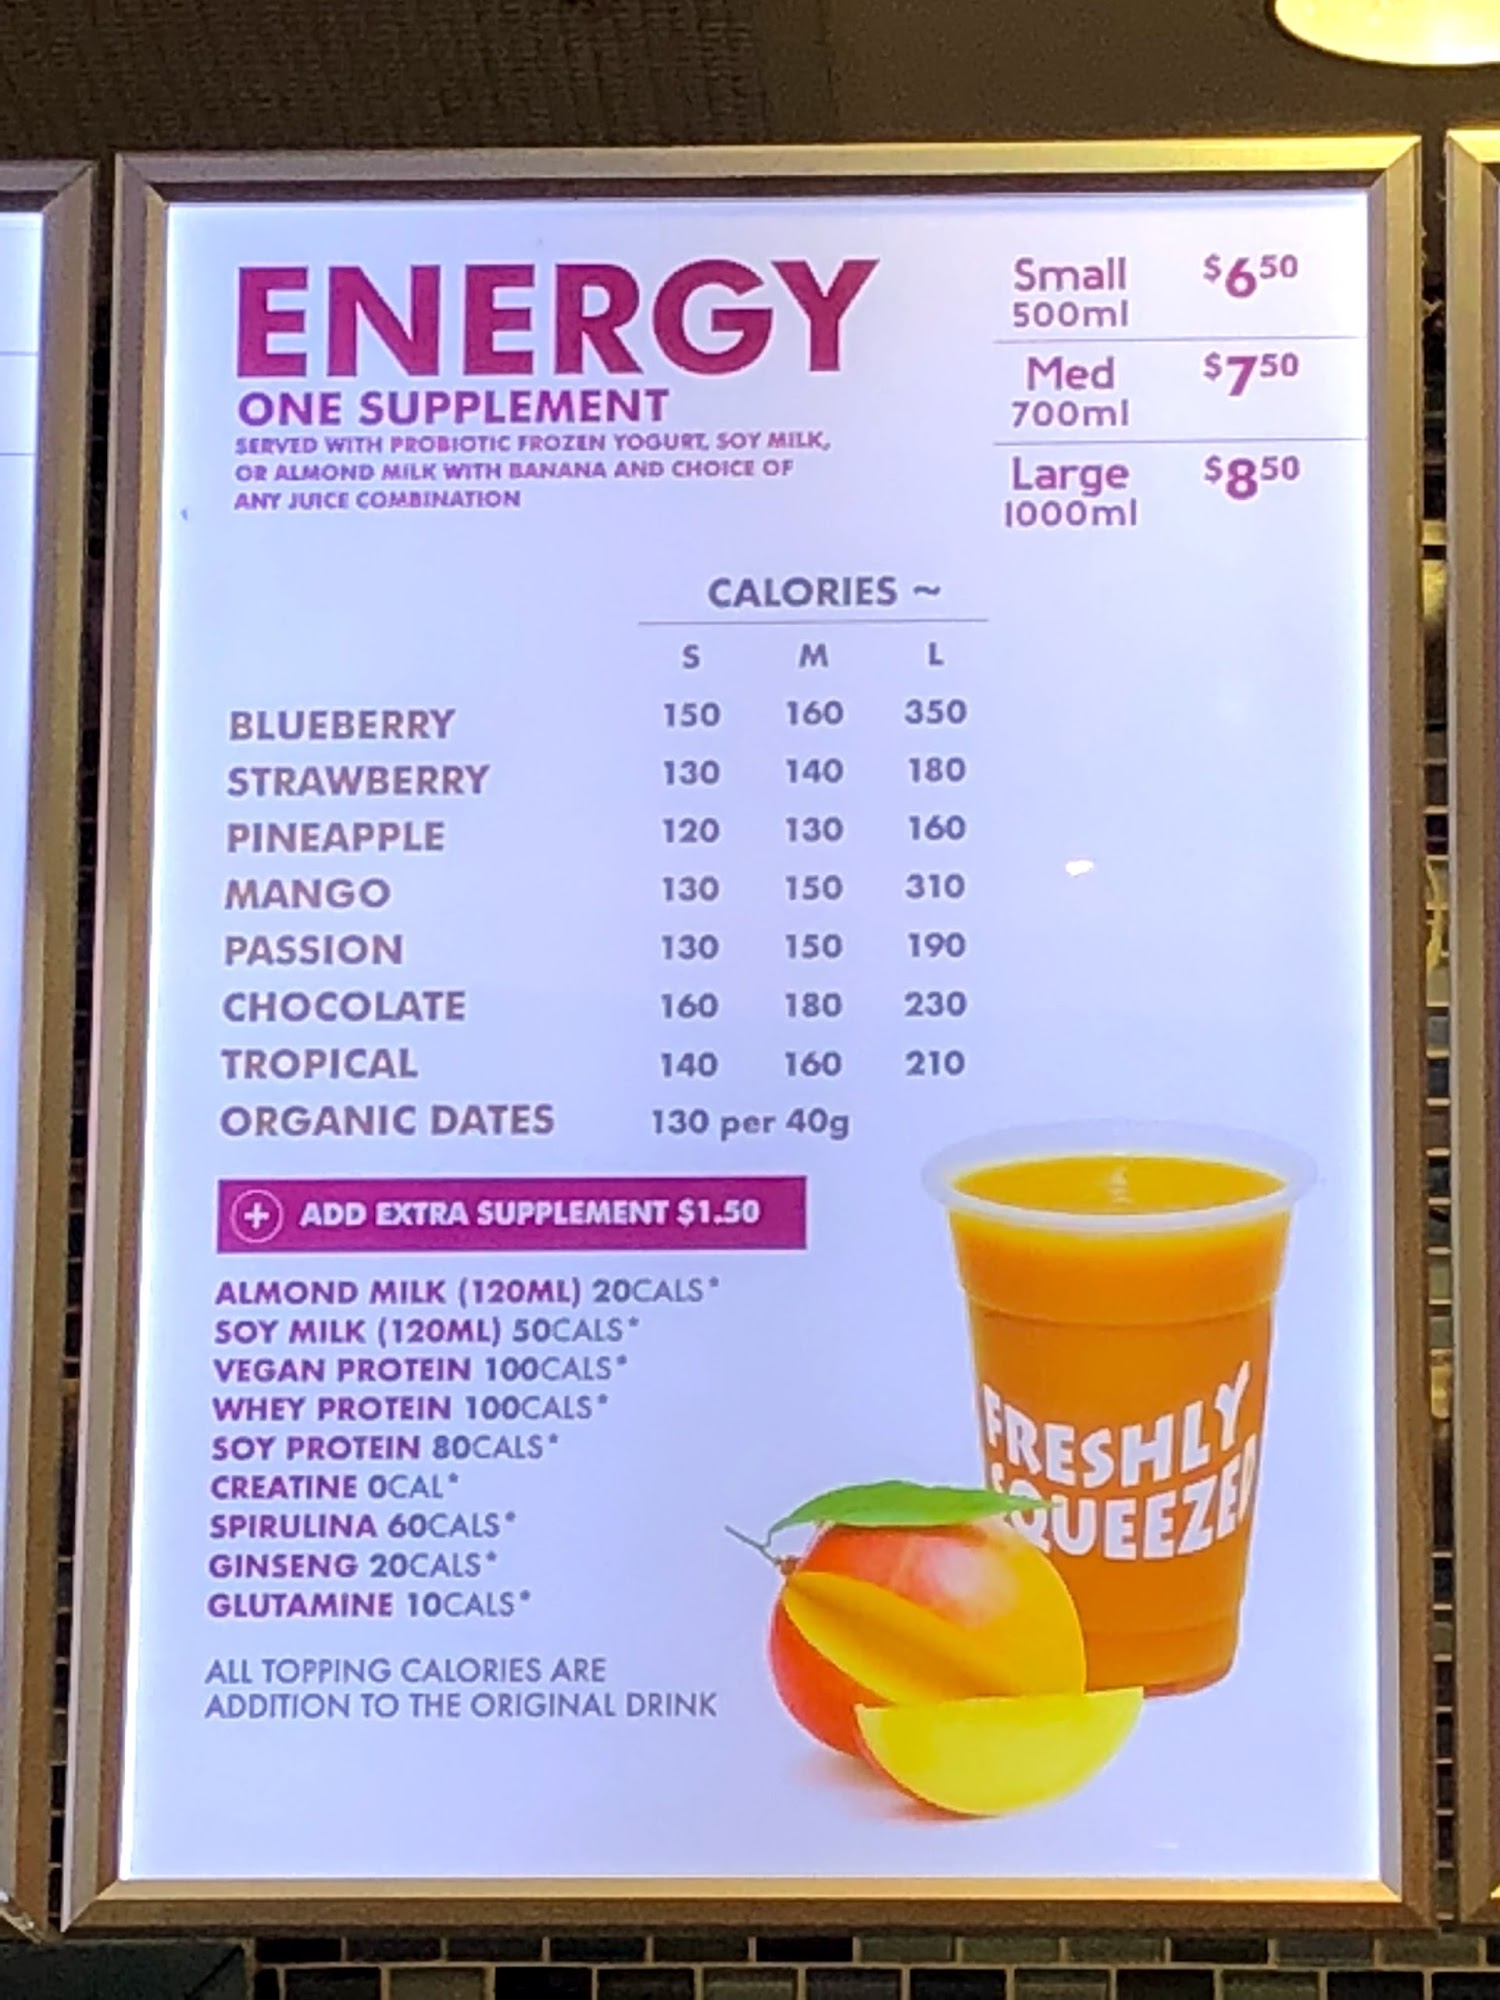 ENERGY
ONE SUPPLEMENT
SERVED WITH PROBIOTIC FROZEN YOGURT, SOY MILK,
OR ALMOND MILK WITH BANANA AND CHOICE OF
ANY JUICE COMBINATION
Small $6.50
500ml
Med $7.50
700ml
Large $8.50
1000ml
CALORIES ~
S M L
BLUEBERRY 150 160 350
STRAWBERRY 130 140 180
PINEAPPLE 120 130 160
MANGO 130 150 310
PASSION 130 150 190
CHOCOLATE 160 180 230
TROPICAL 140 160 210
ORGANIC DATES 130 per 40g
+ ADD EXTRA SUPPLEMENT $1.50
ALMOND MILK (120ML) 20CALS*
SOY MILK (120ML) 50CALS*
VEGAN PROTEIN 100CALS*
WHEY PROTEIN 100CALS*
SOY PROTEIN 80CALS*
CREATINE 0CAL*
SPIRULINA 60CALS*
GINSENG 20CALS*
GLUTAMINE 10CALS*
ALL TOPPING CALORIES ARE
ADDITION TO THE ORIGINAL DRINK
FRESHLY
SQUEEZED